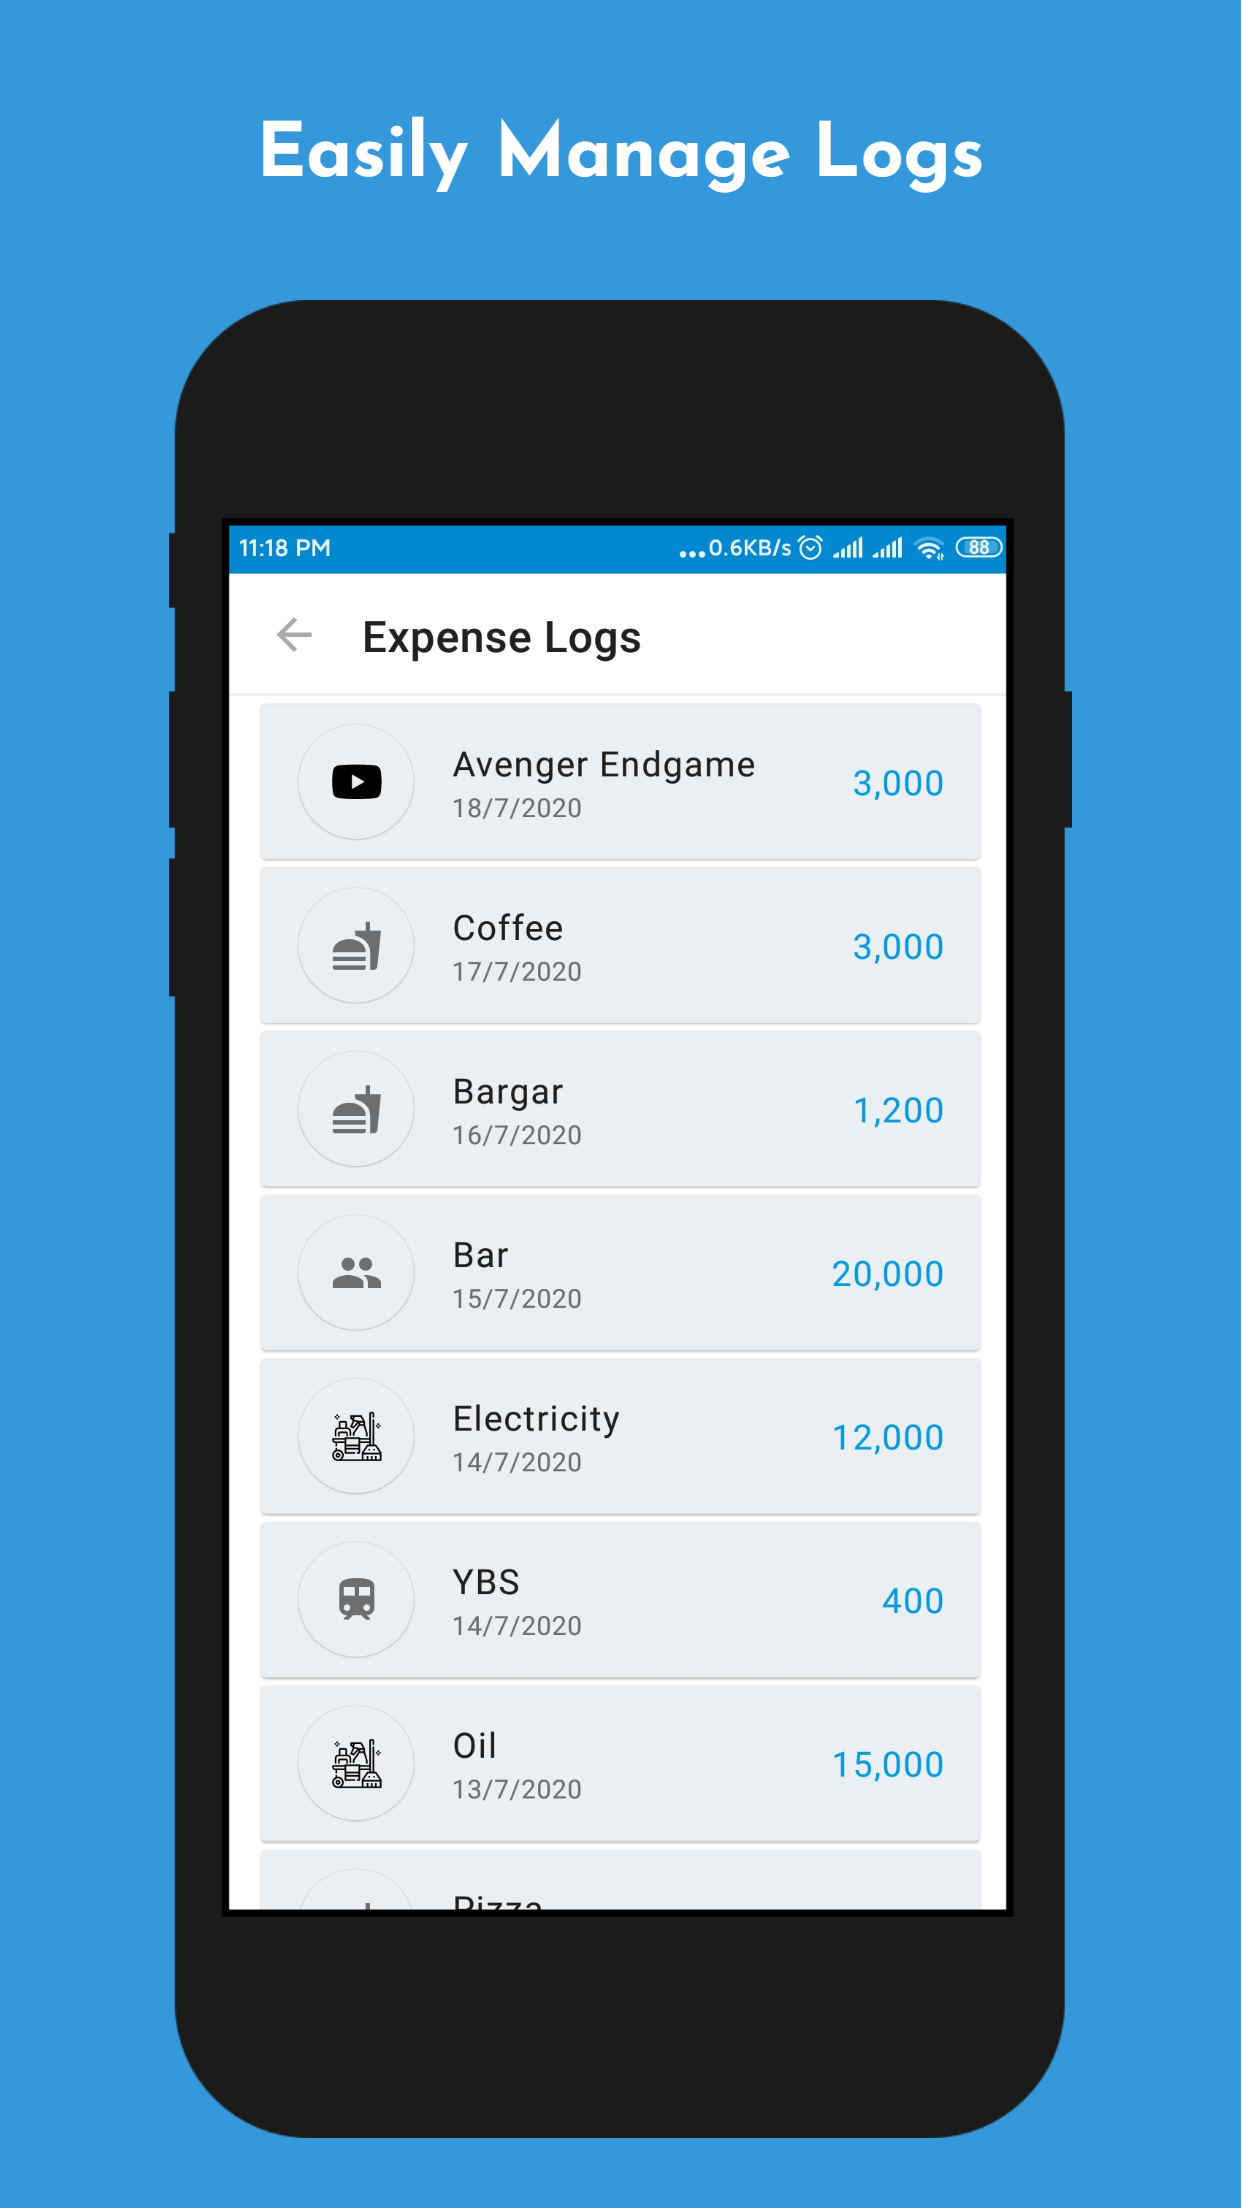 Easily Manage Logs
11:18 PM ...0.6KB/s 88
Expense Logs
Avenger Endgame
18/7/2020
3,000
Coffee
17/7/2020
3,000
Bargar
16/7/2020
1,200
Bar
15/7/2020
20,000
Electricity
14/7/2020
12,000
YBS
14/7/2020
400
Oil
13/7/2020
15,000
Pizza